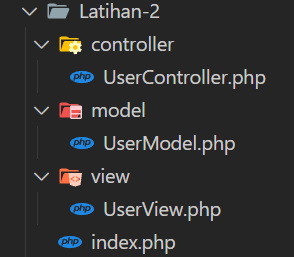 Latihan-2
controller
php UserController.php
model
php UserModel.php
view
php UserView.php
php index.php